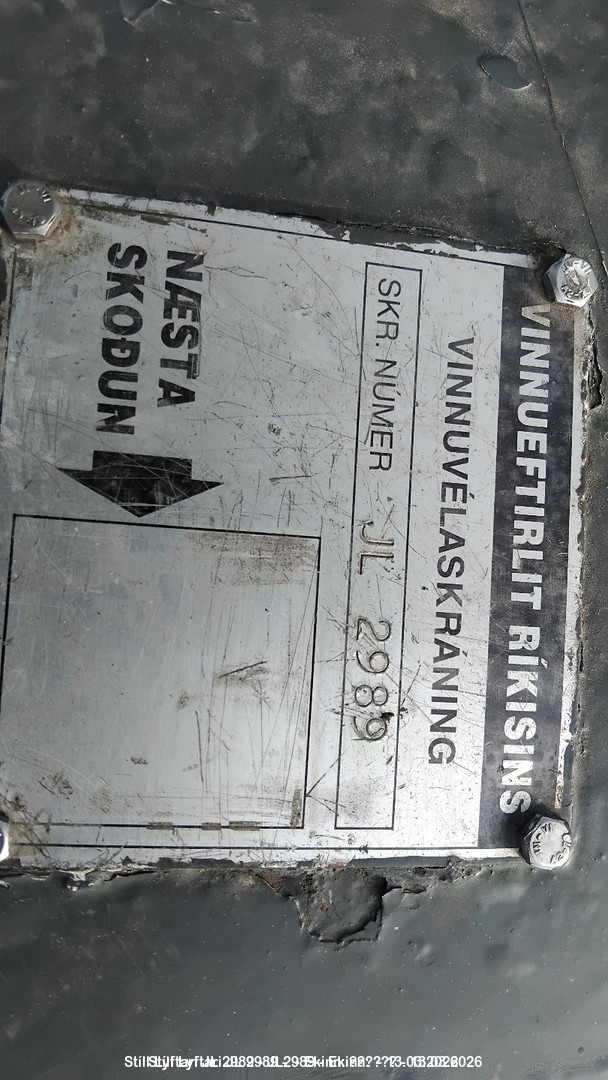 VINNUEFTIRLIT RÍKISINS
VINNUVÉLASKRÁNING
SKR. NÚMER JL 2989
NÆSTA
SKOÐUN